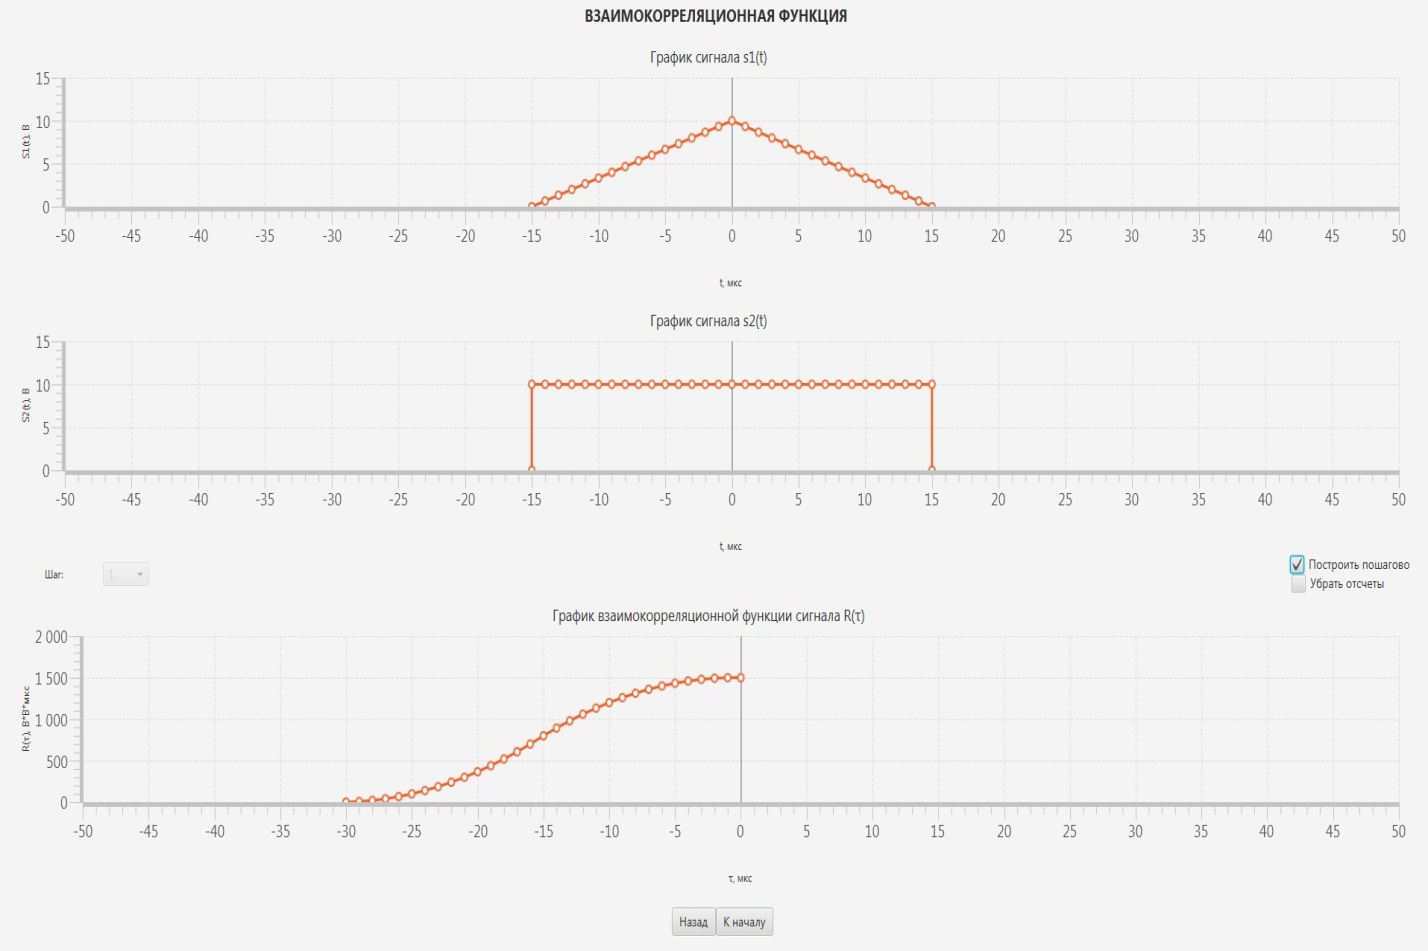 ВЗАИМОКОРРЕЛЯЦИОННАЯ ФУНКЦИЯ
График сигнала s1(t)
S1(t), В
15
10
5
0
-50 -45 -40 -35 -30 -25 -20 -15 -10 -5 0 5 10 15 20 25 30 35 40 45 50
t, мкс
График сигнала s2(t)
S2(t), В
15
10
5
0
-50 -45 -40 -35 -30 -25 -20 -15 -10 -5 0 5 10 15 20 25 30 35 40 45 50
t, мкс
Шаг: 1
Построить пошагово
Убрать отсчеты
График взаимокорреляционной функции сигнала R(τ)
R(τ), В*В*мкс
2 000
1 500
1 000
500
0
-50 -45 -40 -35 -30 -25 -20 -15 -10 -5 0 5 10 15 20 25 30 35 40 45 50
τ, мкс
Назад К началу